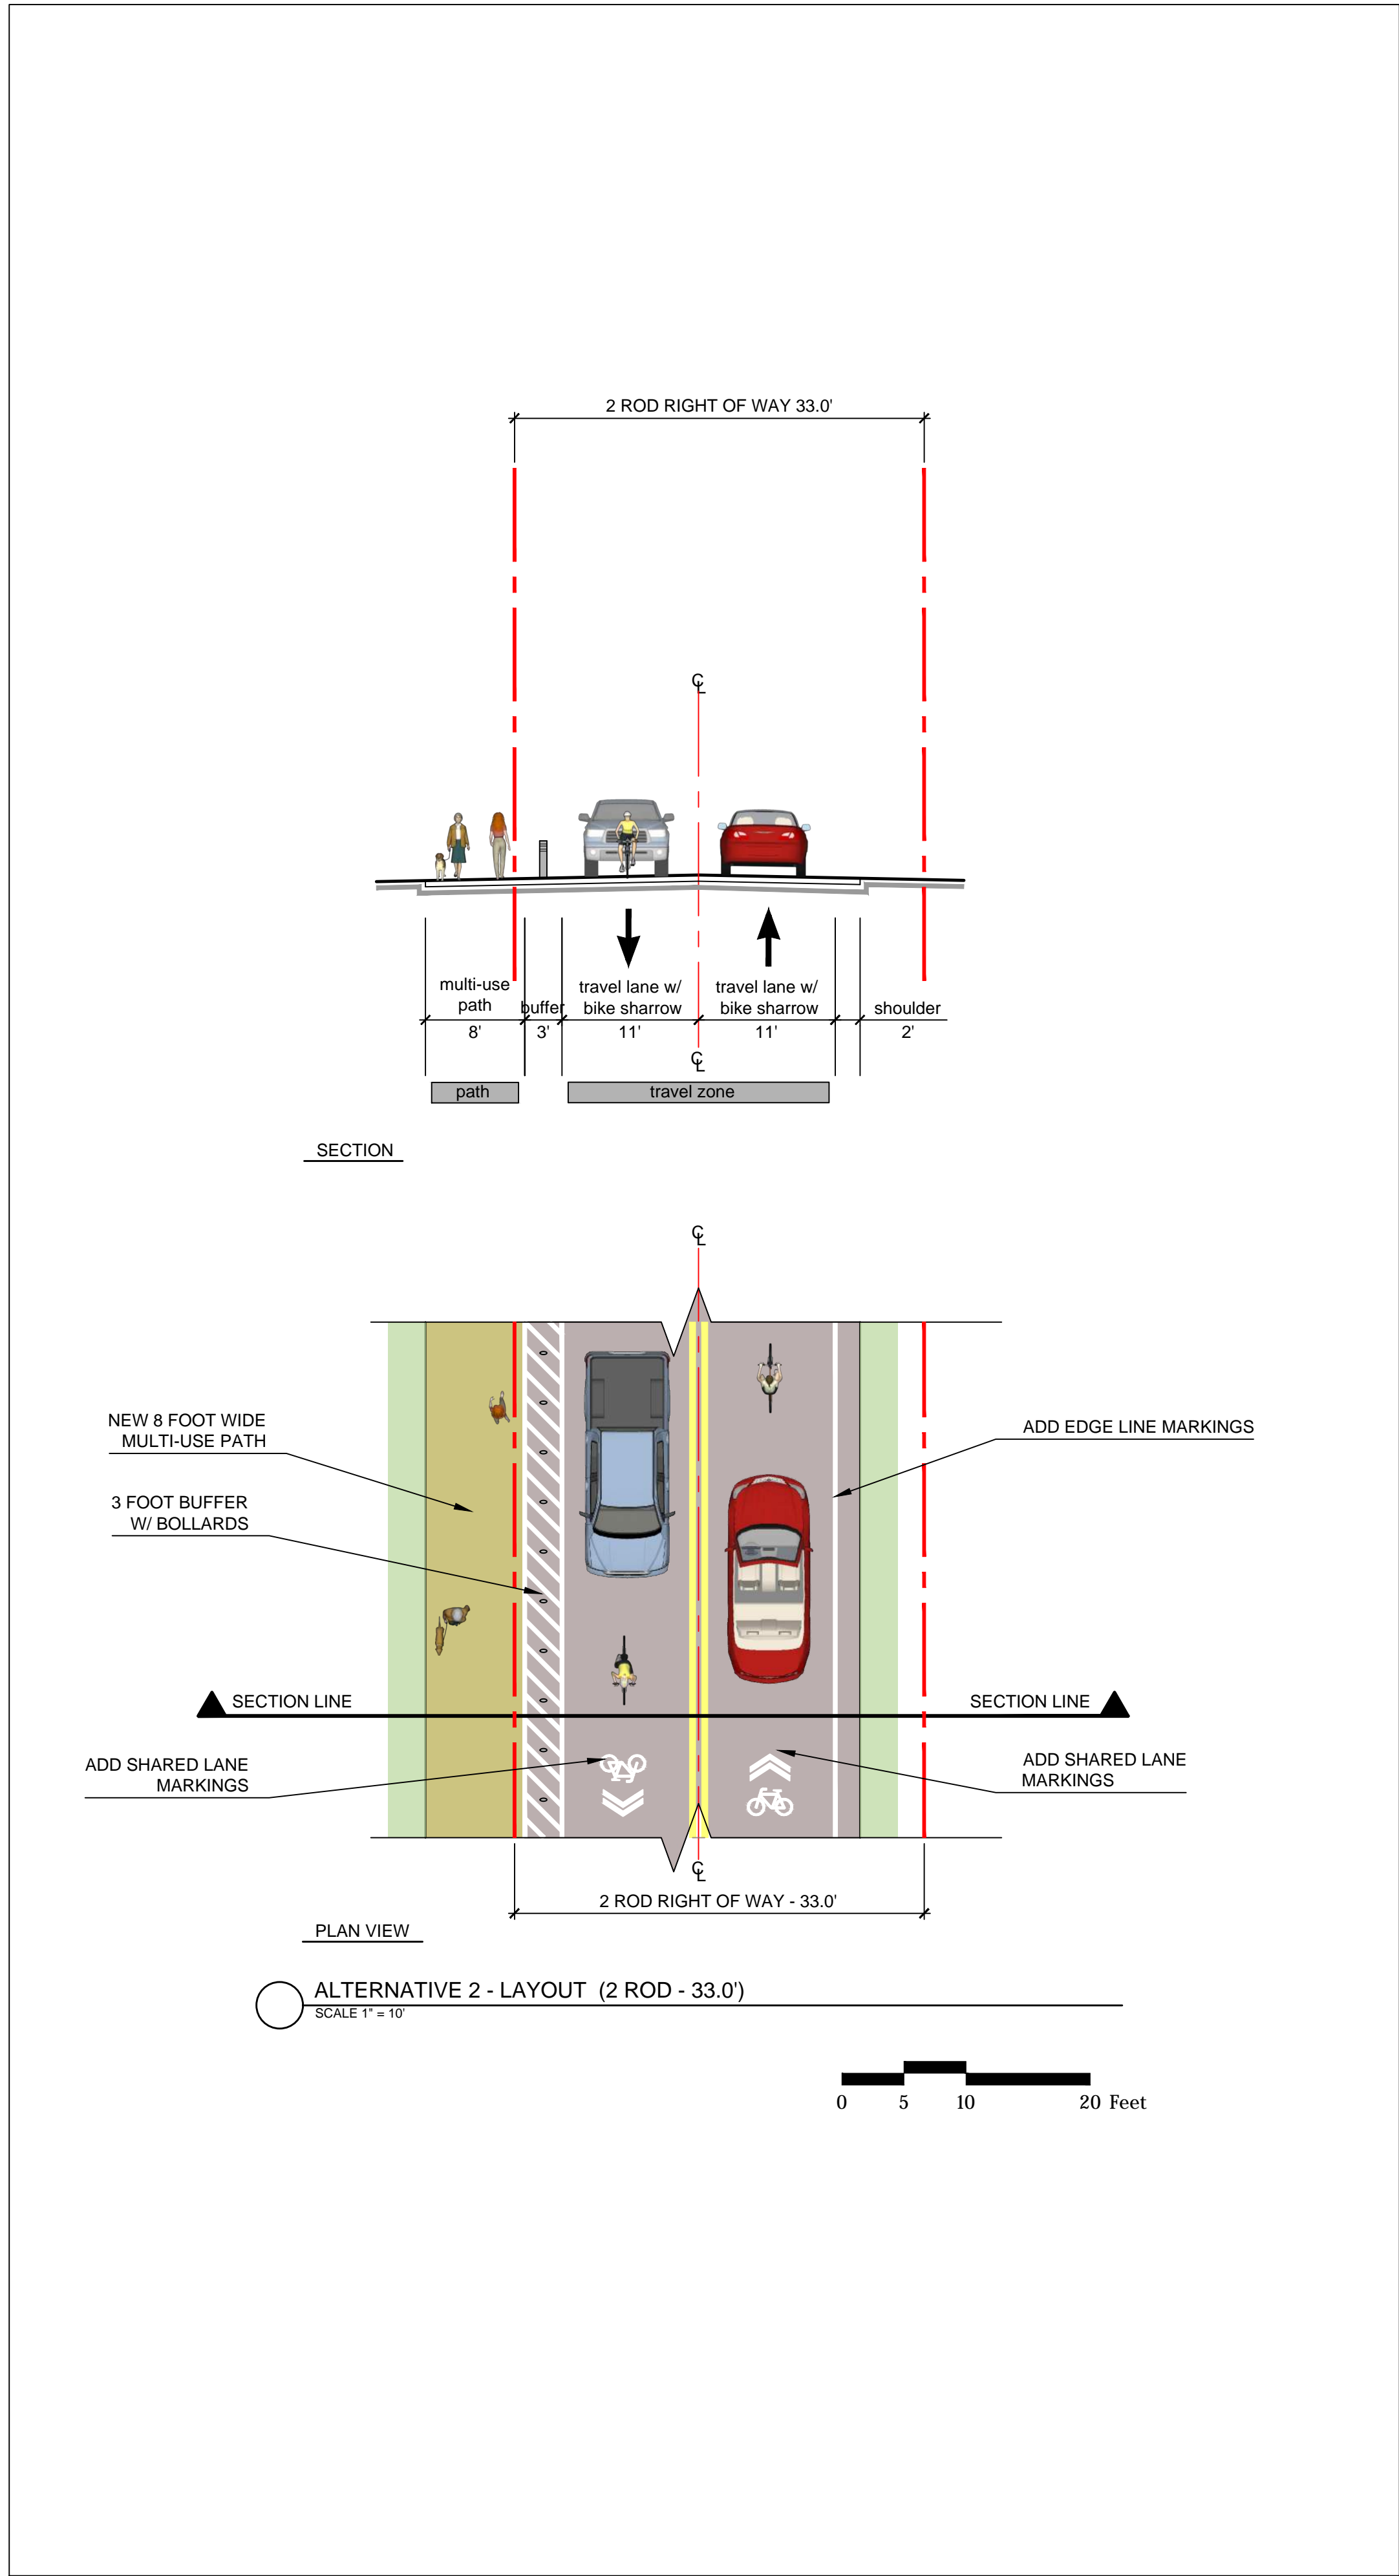 2 ROD RIGHT OF WAY 33.0'
CL
multi-use
path
buffer
travel lane w/
bike sharrow
travel lane w/
bike sharrow
shoulder
8'
3'
11'
11'
2'
CL
path
travel zone
SECTION
CL
NEW 8 FOOT WIDE
MULTI-USE PATH
ADD EDGE LINE MARKINGS
3 FOOT BUFFER
W/ BOLLARDS
SECTION LINE
SECTION LINE
ADD SHARED LANE
MARKINGS
ADD SHARED LANE
MARKINGS
CL
2 ROD RIGHT OF WAY - 33.0'
PLAN VIEW
ALTERNATIVE 2 - LAYOUT (2 ROD - 33.0')
SCALE 1" = 10'
0 5 10 20 Feet